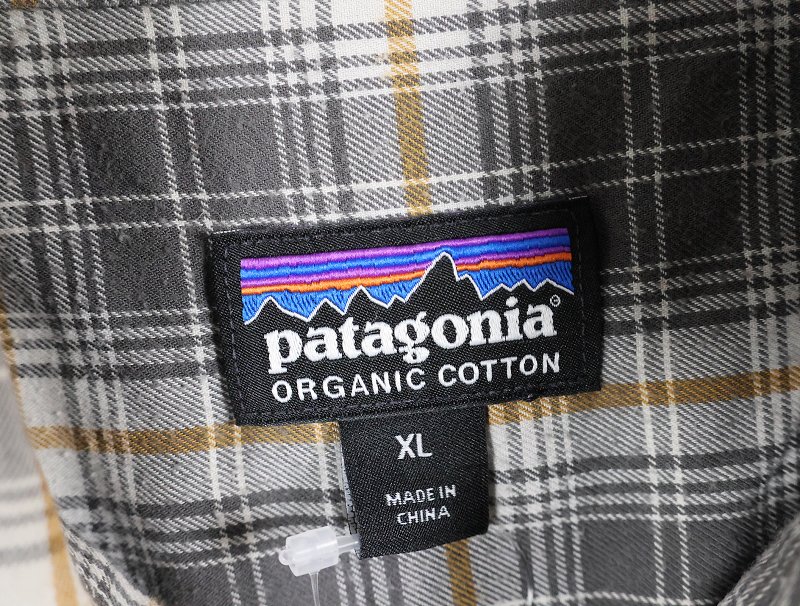 patagonia®
ORGANIC COTTON
XL
MADE IN
CHINA